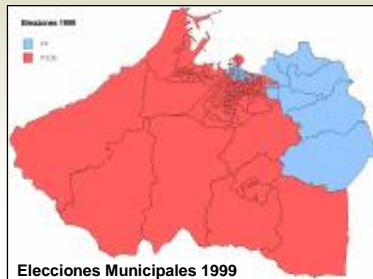 Elecciones 1999
PP
PSOE
Elecciones Municipales 1999